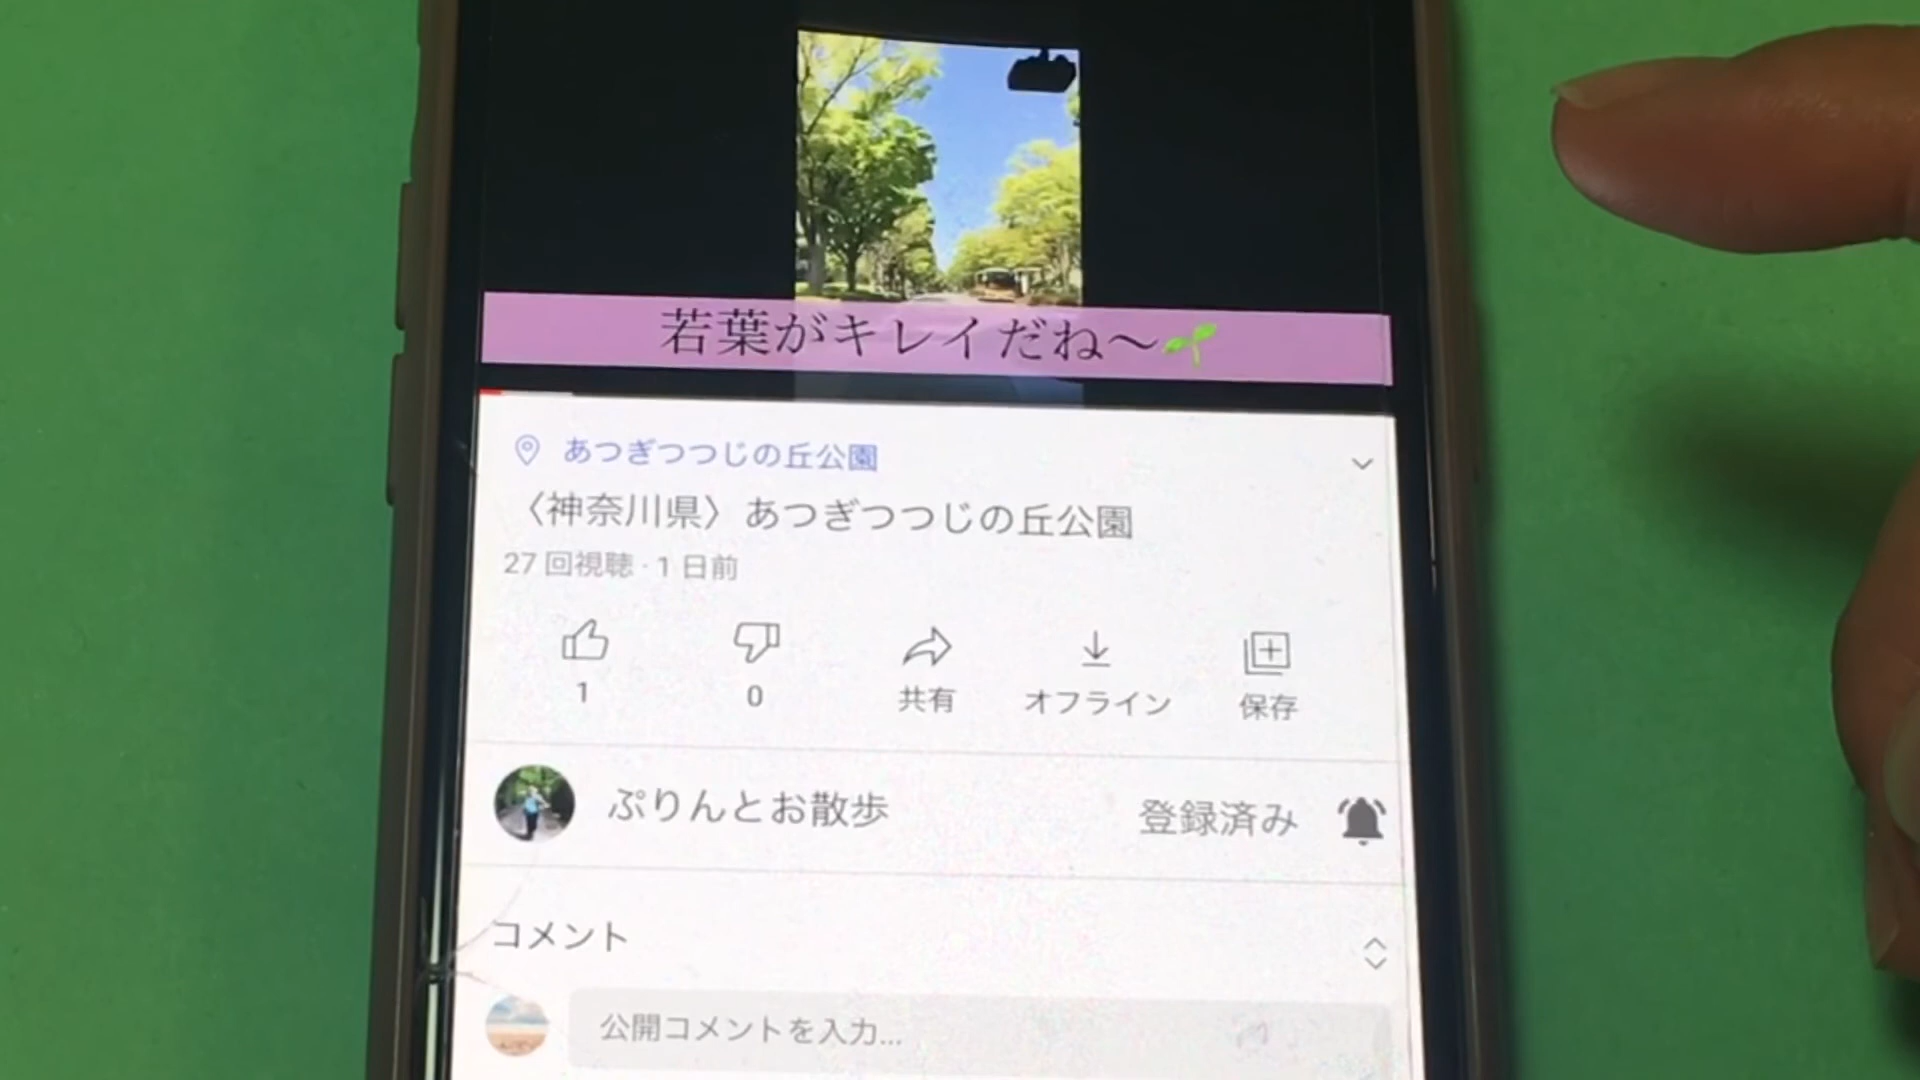 若葉がキレイだね〜🌱
あつぎつつじの丘公園
〈神奈川県〉あつぎつつじの丘公園
27 回視聴・1 日前
1
0
共有
オフライン
保存
ぷりんとお散歩
登録済み
コメント
公開コメントを入力...